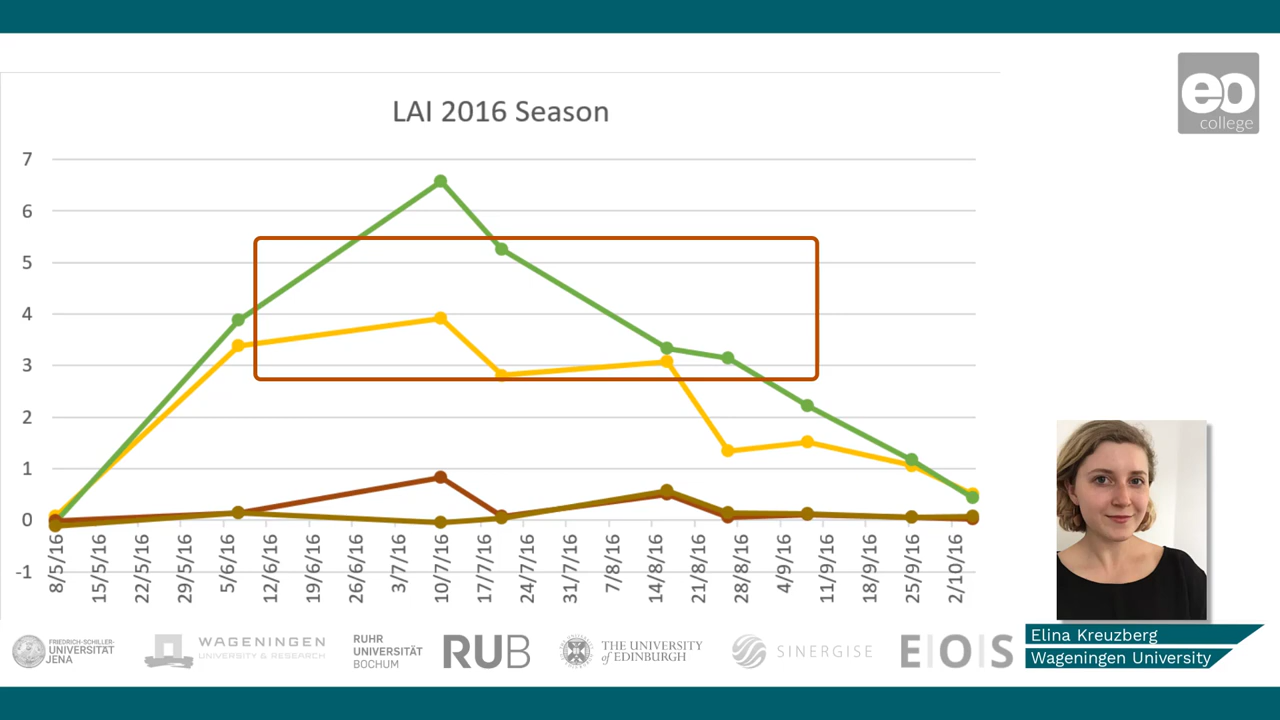 eo
college
LAI 2016 Season
7
6
5
4
3
2
1
0
-1
8/5/16
15/5/16
22/5/16
29/5/16
5/6/16
12/6/16
19/6/16
26/6/16
3/7/16
10/7/16
17/7/16
24/7/16
31/7/16
7/8/16
14/8/16
21/8/16
28/8/16
4/9/16
11/9/16
18/9/16
25/9/16
2/10/16
FRIEDRICH-SCHILLER-
UNIVERSITÄT
JENA
WAGENINGEN
UNIVERSITY & RESEARCH
RUHR
UNIVERSITÄT
BOCHUM
RUB
THE UNIVERSITY
of EDINBURGH
SINERGISE
E|O|S
Elina Kreuzberg
Wageningen University